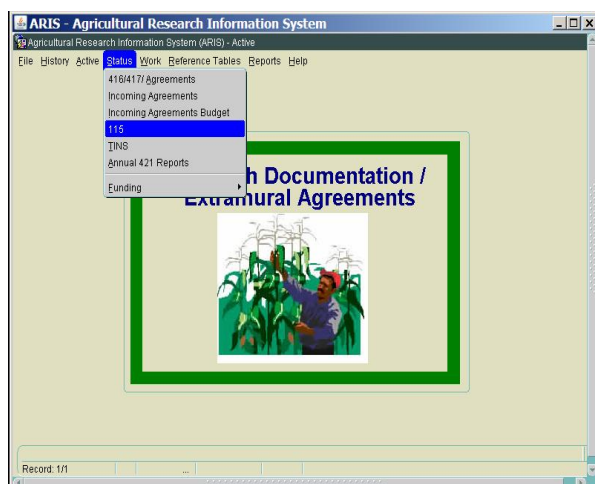 ARIS - Agricultural Research Information System
Agricultural Research Information System (ARIS) - Active
File History Active Status Work Reference Tables Reports Help
416/417/ Agreements
Incoming Agreements
Incoming Agreements Budget
115
TINS
Annual 421 Reports
Funding
h Documentation /
Extramural Agreements
Record: 1/1
...